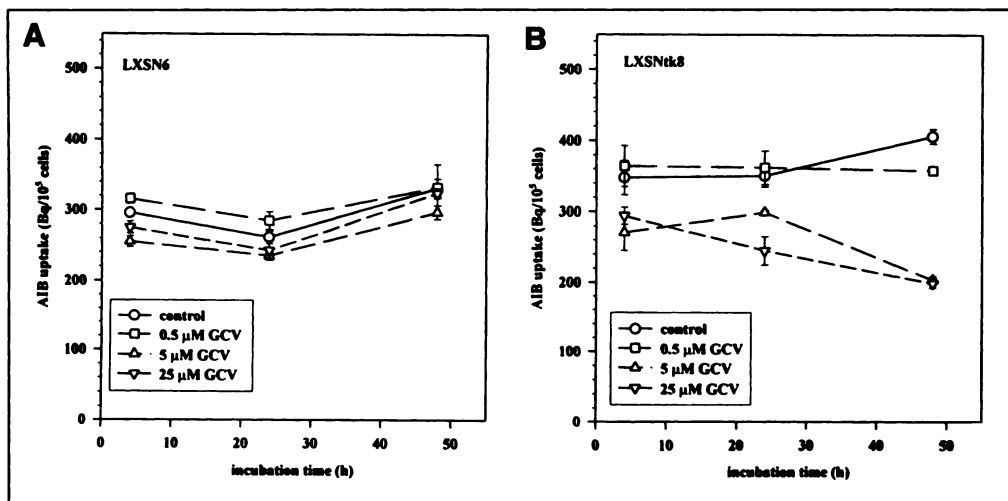 A
LXSN6
AIB uptake (Bq/10⁵ cells)
500
400
300
200
100
0
control
0.5 μM GCV
5 μM GCV
25 μM GCV
0 10 20 30 40 50
incubation time (h)
B
LXSNtk8
AIB uptake (Bq/10⁵ cells)
500
400
300
200
100
0
control
0.5 μM GCV
5 μM GCV
25 μM GCV
0 10 20 30 40 50
incubation time (h)